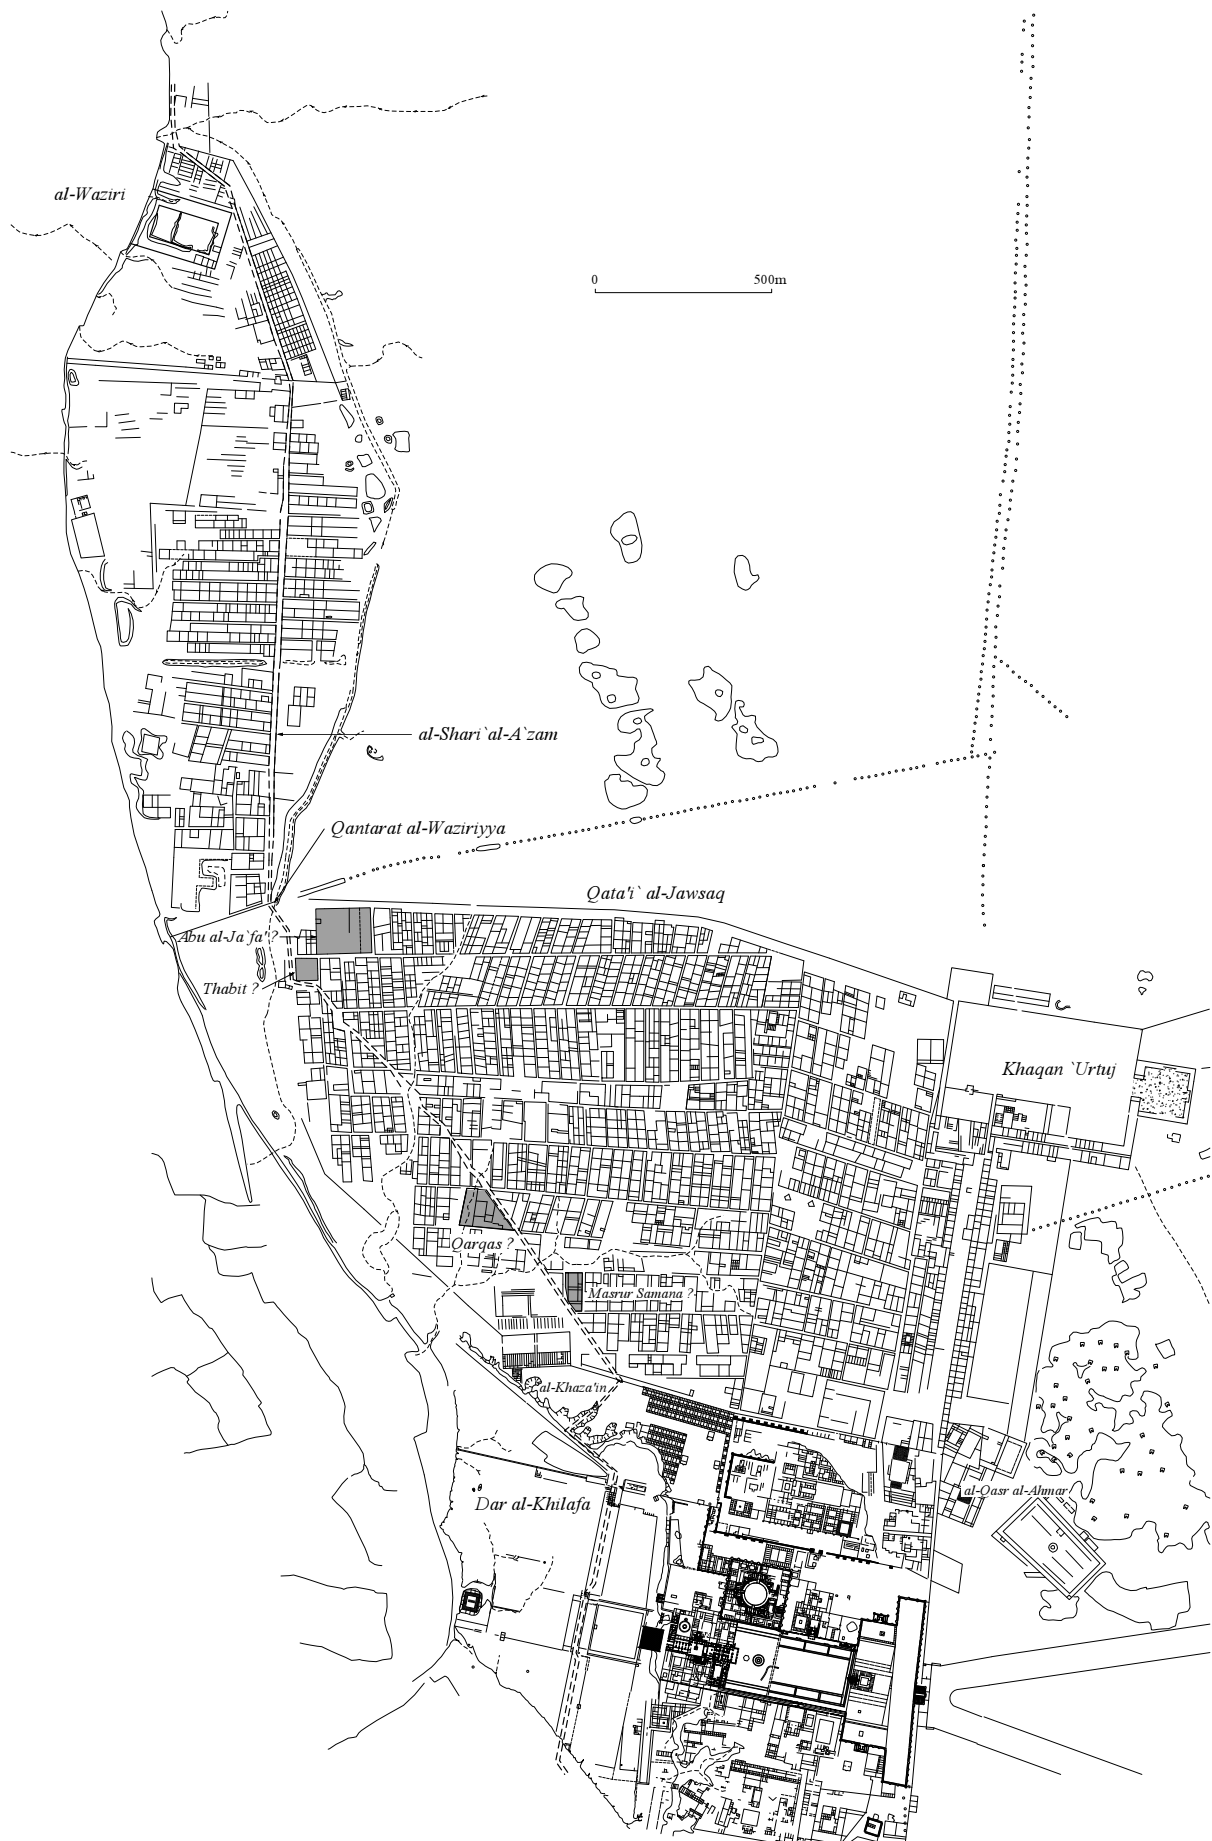 al-Waziri
0 500m
al-Shari`al-A`zam
Qantarat al-Waziriyya
Qata'i` al-Jawsaq
Abu al-Ja`fa' ?
Thabit ?
Khaqan `Urtuj
Qarqas ?
Masrur Samana ?
al-Khaza'in
al-Qasr al-Ahmar
Dar al-Khilafa